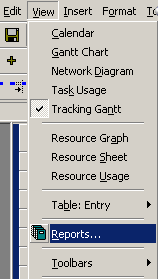 Edit View Insert Format
Calendar
Gantt Chart
Network Diagram
Task Usage
Tracking Gantt
Resource Graph
Resource Sheet
Resource Usage
Table: Entry
Reports...
Toolbars